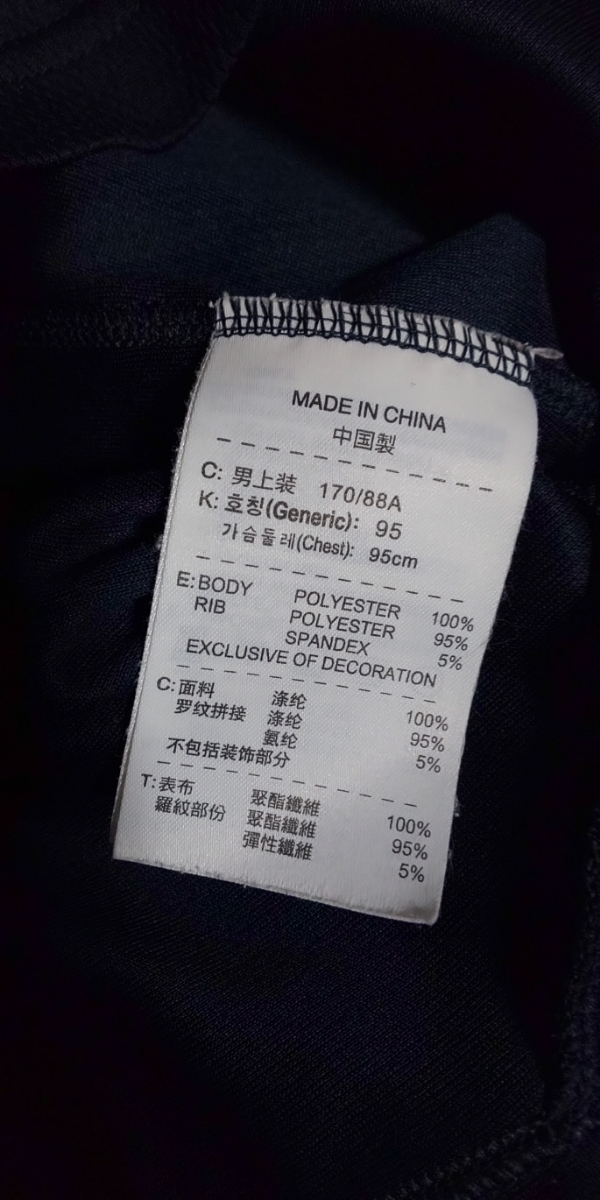 MADE IN CHINA
中国製
C: 男上装 170/88A
K: 호칭(Generic): 95
가슴둘레(Chest): 95cm
E: BODY POLYESTER 100%
RIB POLYESTER 95%
SPANDEX 5%
EXCLUSIVE OF DECORATION
C: 面料 涤纶 100%
罗纹拼接 涤纶 95%
氨纶 5%
不包括装饰部分
T: 表布 聚酯纖維 100%
羅紋部份 聚酯纖維 95%
彈性纖維 5%